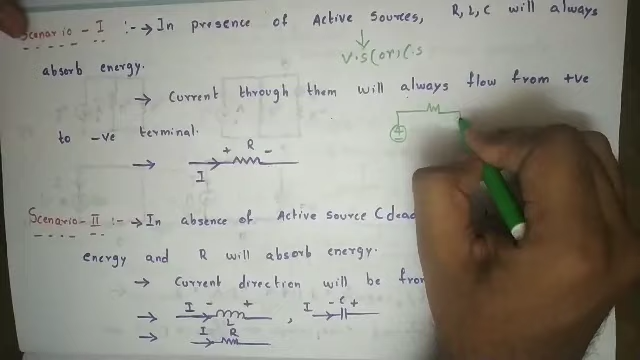 Scenario - I :- → In presence of Active Sources, R, L, C will always
absorb energy.
V.S (or) C.S
→ Current through them will always flow from +ve
to -ve terminal.
→ I + R -
Scenario - II :- → In absence of Active source C dead
energy and R will absorb energy.
→ Current direction will be from
→ I - + L , I - C +
→ I R